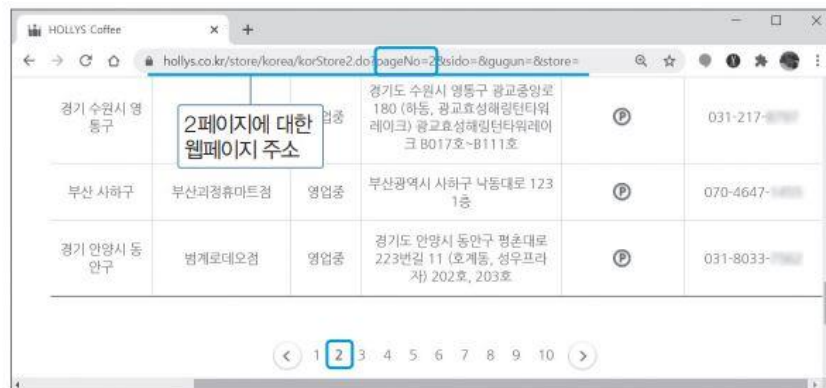 HOLLYS Coffee
hollys.co.kr/store/korea/korStore2.do?pageNo=2&sido=&gugun=&store=
2페이지에 대한
웹페이지 주소
경기 수원시 영
통구
업중
경기도 수원시 영통구 광교중앙로
180 (하동, 광교효성해링턴타워
레이크) 광교효성해링턴타워레이
크 B017호~B111호
P
031-217-
부산 사하구
부산괴정휴마트점
영업중
부산광역시 사하구 낙동대로 123
1층
P
070-4647-
경기 안양시 동
안구
범계로데오점
영업중
경기도 안양시 동안구 평촌대로
223번길 11 (호계동, 성우프라
자) 202호, 203호
P
031-8033-
1 2 3 4 5 6 7 8 9 10